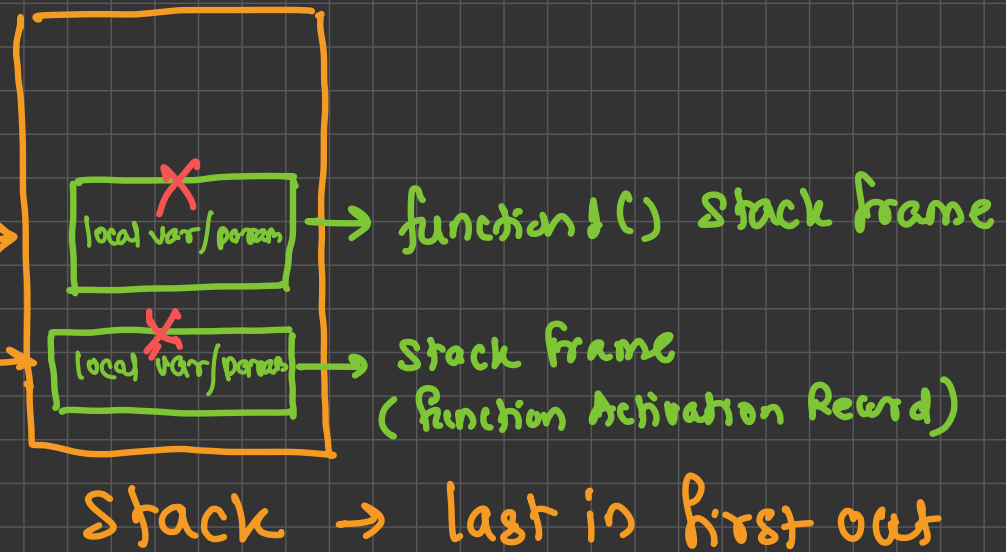 local var/param
function1() stack frame
local var/param
stack frame
(function Activation Record)
Stack → last in first out